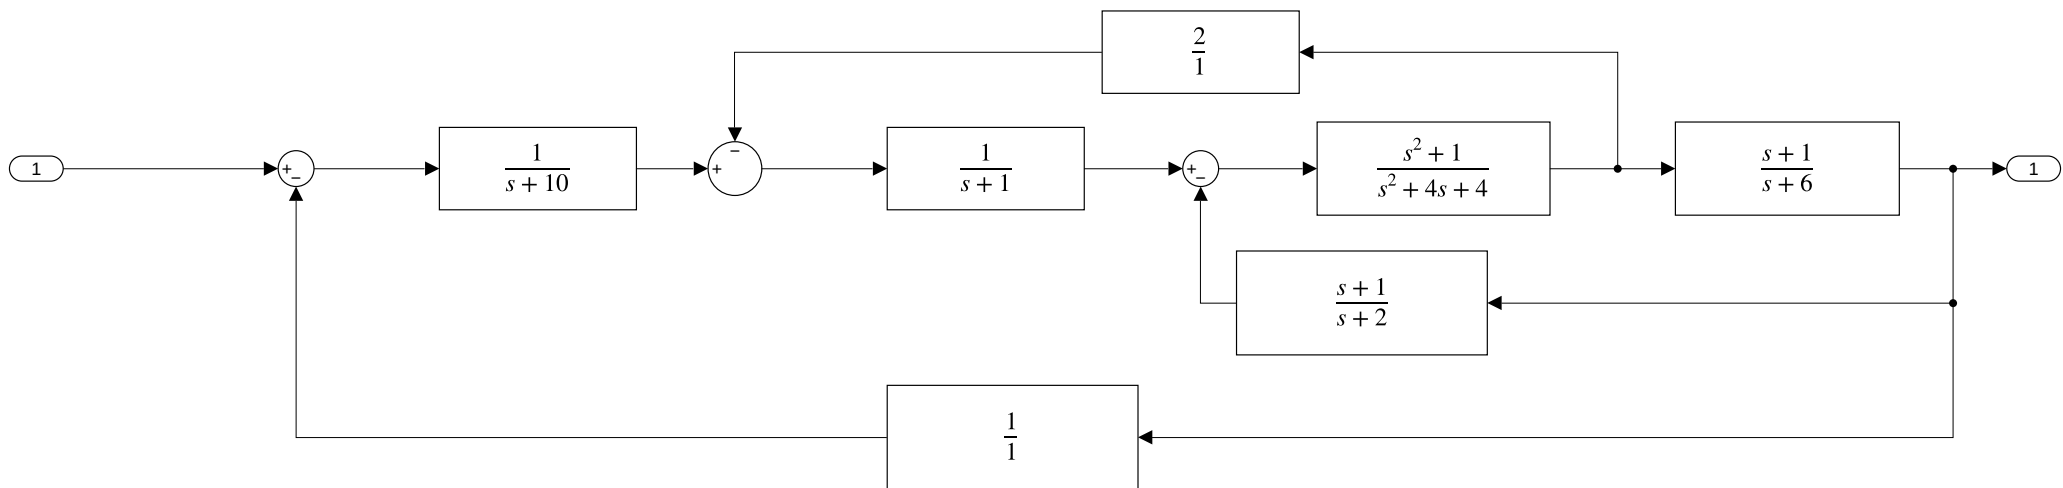 2
1
1
+
−
1
s + 10
+
−
1
s + 1
+
−
s² + 1
s² + 4s + 4
s + 1
s + 6
1
s + 1
s + 2
1
1